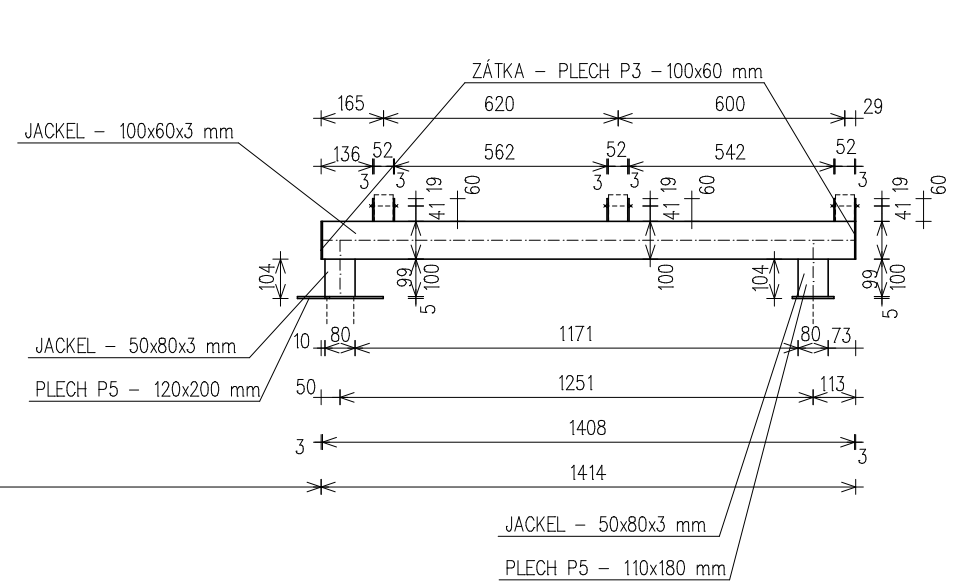 ZÁTKA - PLECH P3 -100x60 mm
165 620 600 29
JACKEL - 100x60x3 mm
136 52 562 52 542 52
3 3 3 3 3
41 19 60 41 19 60 41 19 60
104 99 100 100 104 99 100
5 5
10 80 1171 80 73
JACKEL - 50x80x3 mm
50 1251 113
PLECH P5 - 120x200 mm
1408
3 3
1414
JACKEL - 50x80x3 mm
PLECH P5 - 110x180 mm